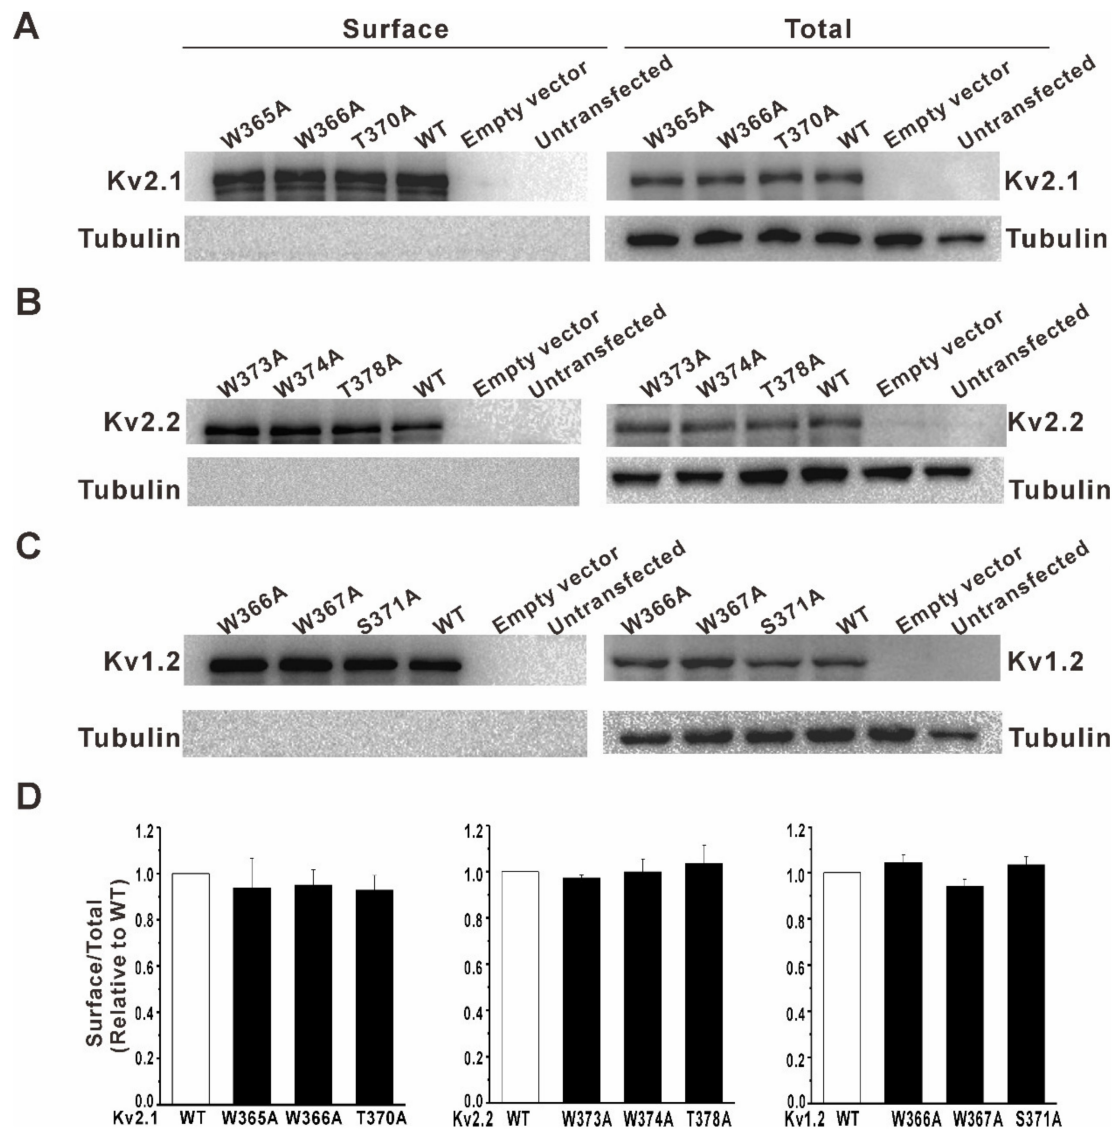 A
Surface Total
W365A W366A T370A WT Empty vector Untransfected W365A W366A T370A WT Empty vector Untransfected
Kv2.1 Kv2.1
Tubulin Tubulin
B
W373A W374A T378A WT Empty vector Untransfected W373A W374A T378A WT Empty vector Untransfected
Kv2.2 Kv2.2
Tubulin Tubulin
C
W366A W367A S371A WT Empty vector Untransfected W366A W367A S371A WT Empty vector Untransfected
Kv1.2 Kv1.2
Tubulin Tubulin
D
Surface/Total
(Relative to WT)
1.2
1.0
0.8
0.6
0.4
0.2
0.0
Kv2.1 WT W365A W366A T370A
1.2
1.0
0.8
0.6
0.4
0.2
0.0
Kv2.2 WT W373A W374A T378A
1.2
1.0
0.8
0.6
0.4
0.2
0.0
Kv1.2 WT W366A W367A S371A